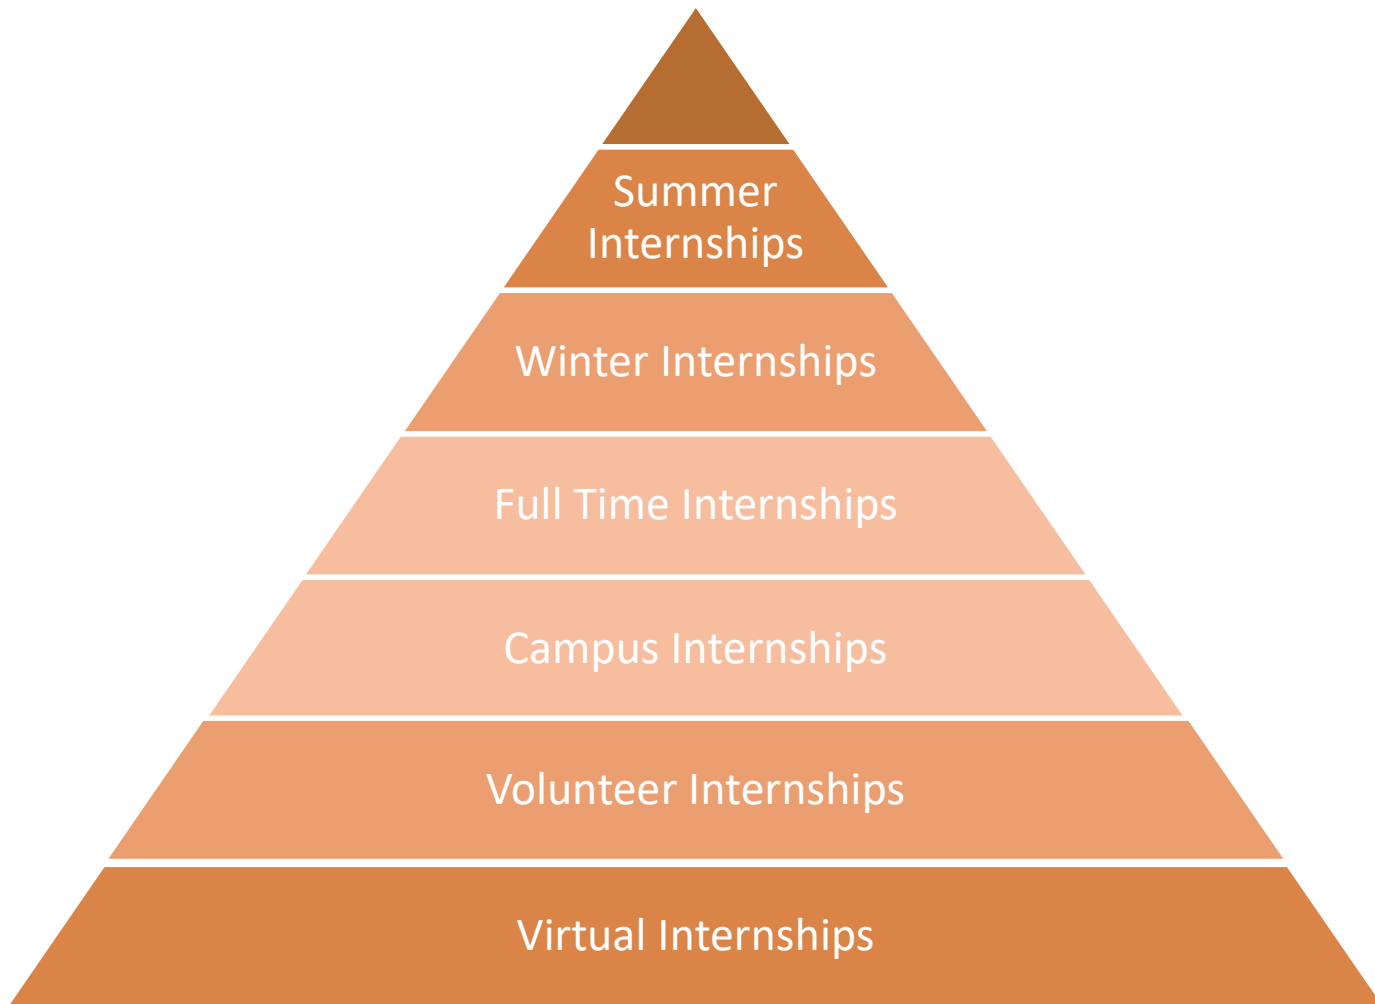 Summer
Internships
Winter Internships
Full Time Internships
Campus Internships
Volunteer Internships
Virtual Internships